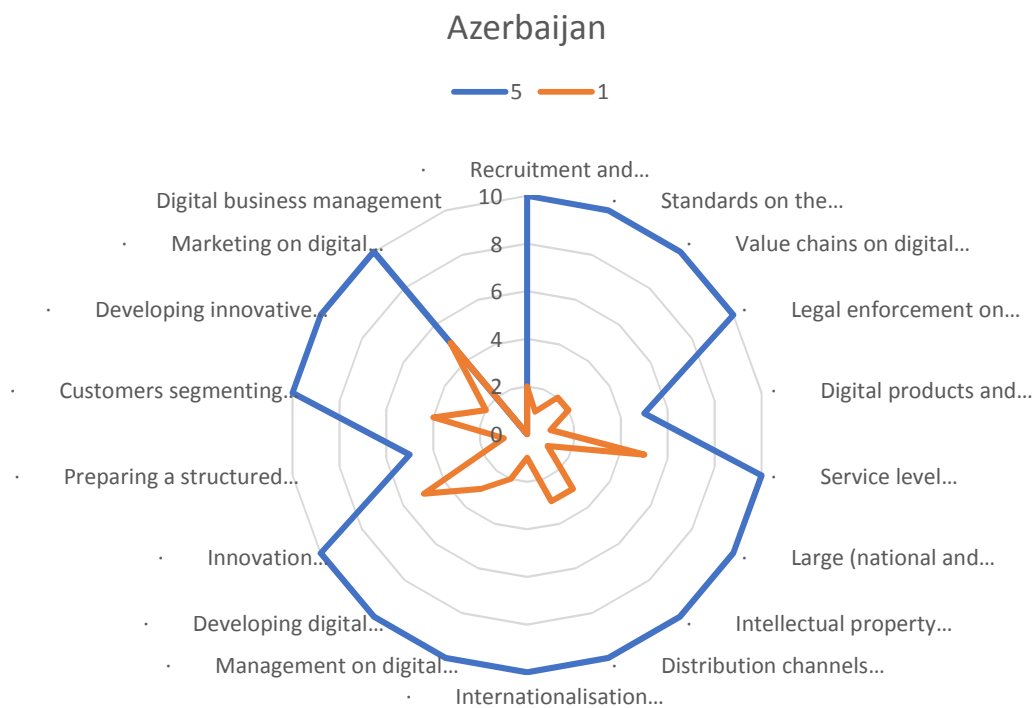 Azerbaijan
5 1
· Recruitment and...
· Standards on the...
· Value chains on digital...
· Legal enforcement on...
· Digital products and...
· Service level...
· Large (national and...
· Intellectual property...
· Distribution channels...
· Internationalisation...
· Management on digital...
· Developing digital...
· Innovation...
· Preparing a structured...
· Customers segmenting...
· Developing innovative...
· Marketing on digital...
Digital business management
10
8
6
4
2
0